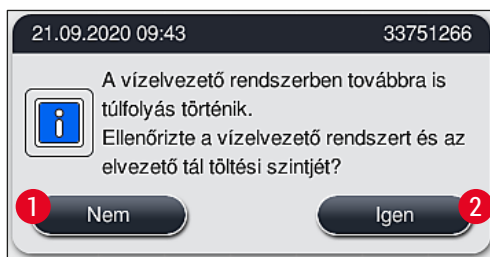 21.09.2020 09:43 33751266
A vízelvezető rendszerben továbbra is
túlfolyás történik.
Ellenőrizte a vízelvezető rendszert és az
elvezető tál töltési szintjét?
1 Nem Igen 2